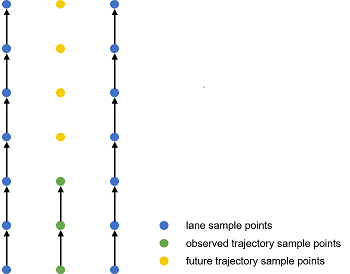 lane sample points
observed trajectory sample points
future trajectory sample points